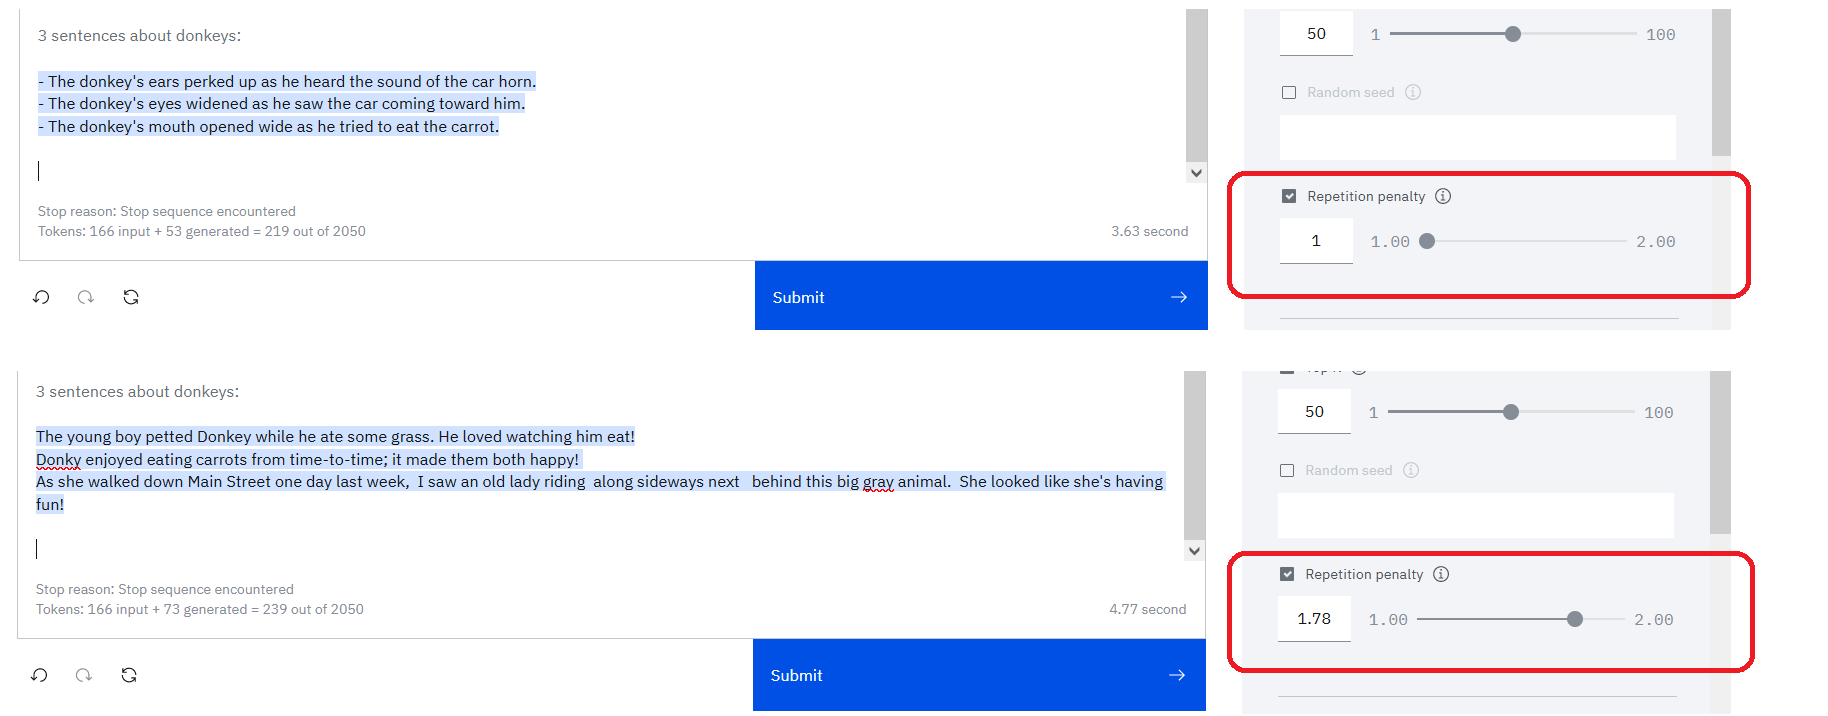 3 sentences about donkeys:
- The donkey's ears perked up as he heard the sound of the car horn.
- The donkey's eyes widened as he saw the car coming toward him.
- The donkey's mouth opened wide as he tried to eat the carrot.
Stop reason: Stop sequence encountered
Tokens: 166 input + 53 generated = 219 out of 2050
3.63 second
Submit
50 1 100
Random seed
Repetition penalty
1 1.00 2.00
3 sentences about donkeys:
The young boy petted Donkey while he ate some grass. He loved watching him eat!
Donky enjoyed eating carrots from time-to-time; it made them both happy!
As she walked down Main Street one day last week,  I saw an old lady riding  along sideways next   behind this big gray animal.  She looked like she's having
fun!
Stop reason: Stop sequence encountered
Tokens: 166 input + 73 generated = 239 out of 2050
4.77 second
Submit
50 1 100
Random seed
Repetition penalty
1.78 1.00 2.00